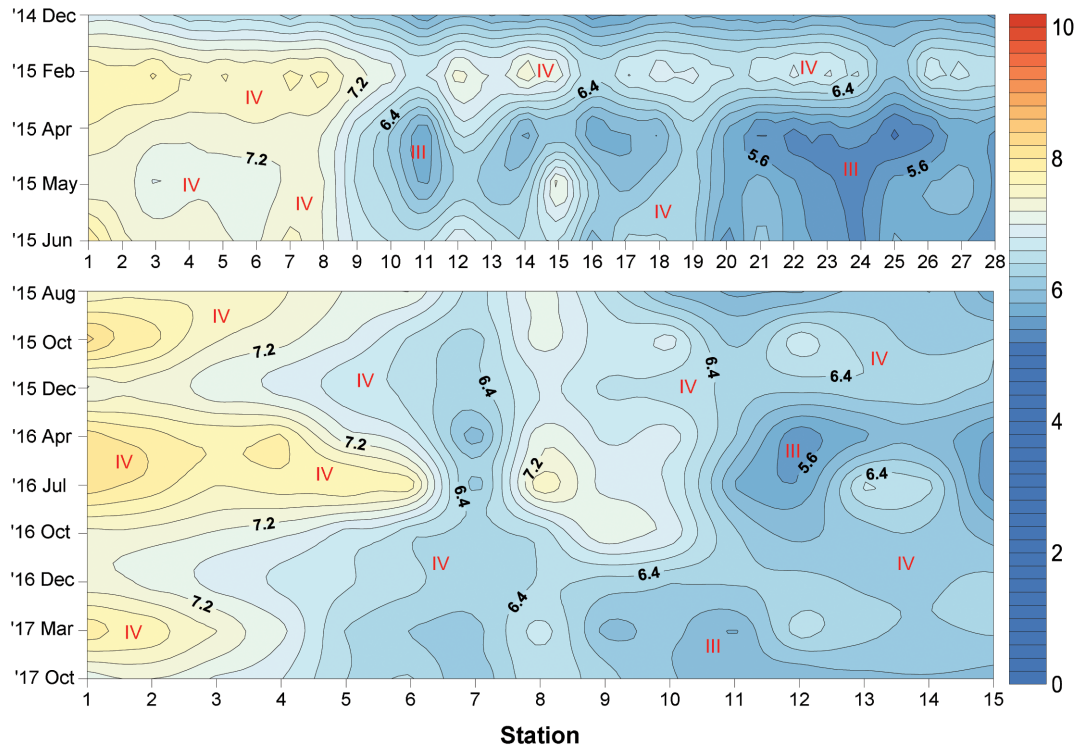 '14 Dec
10
'15 Feb
IV
IV
7.2
IV
6.4
6.4
6.4
'15 Apr
8
III
7.2
5.6
5.6
III
'15 May
IV
IV
IV
'15 Jun
1 2 3 4 5 6 7 8 9 10 11 12 13 14 15 16 17 18 19 20 21 22 23 24 25 26 27 28
6
'15 Aug
IV
'15 Oct
7.2
IV
6.4
6.4
'15 Dec
IV
6.4
IV
4
'16 Apr
7.2
III
IV
IV
7.2
5.6
6.4
'16 Jul
6.4
7.2
'16 Oct
IV
6.4
IV
2
'16 Dec
7.2
6.4
'17 Mar
IV
III
'17 Oct
0
1 2 3 4 5 6 7 8 9 10 11 12 13 14 15
Station